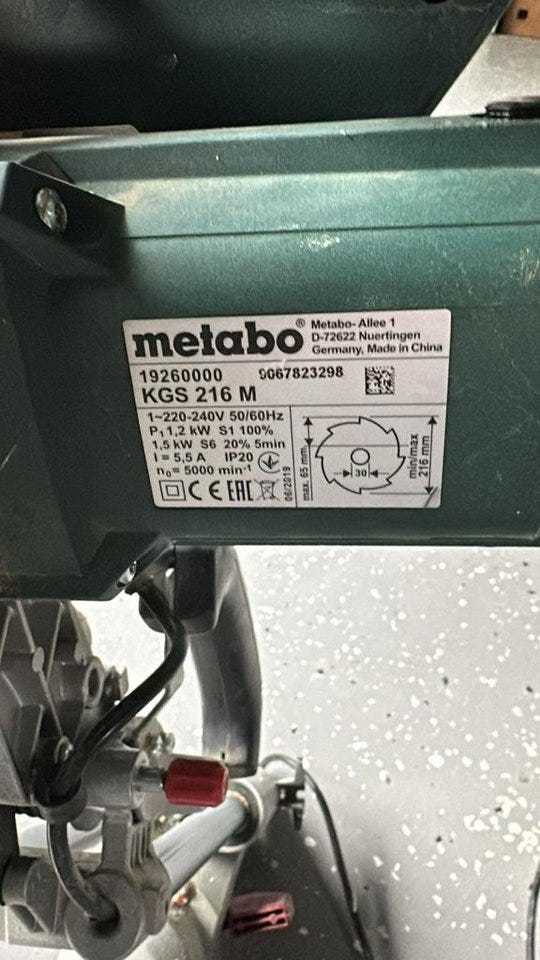 metabo®
Metabo-Allee 1
D-72622 Nuertingen
Germany, Made in China
19260000 9067823298
KGS 216 M
1~220-240V 50/60Hz
P₁ 1,2 kW S1 100%
1,5 kW S6 20% 5min
I = 5,5 A IP20
n₀ = 5000 min⁻¹
CE EAC
06/2019
max. 65 mm
30
min/max
216 mm